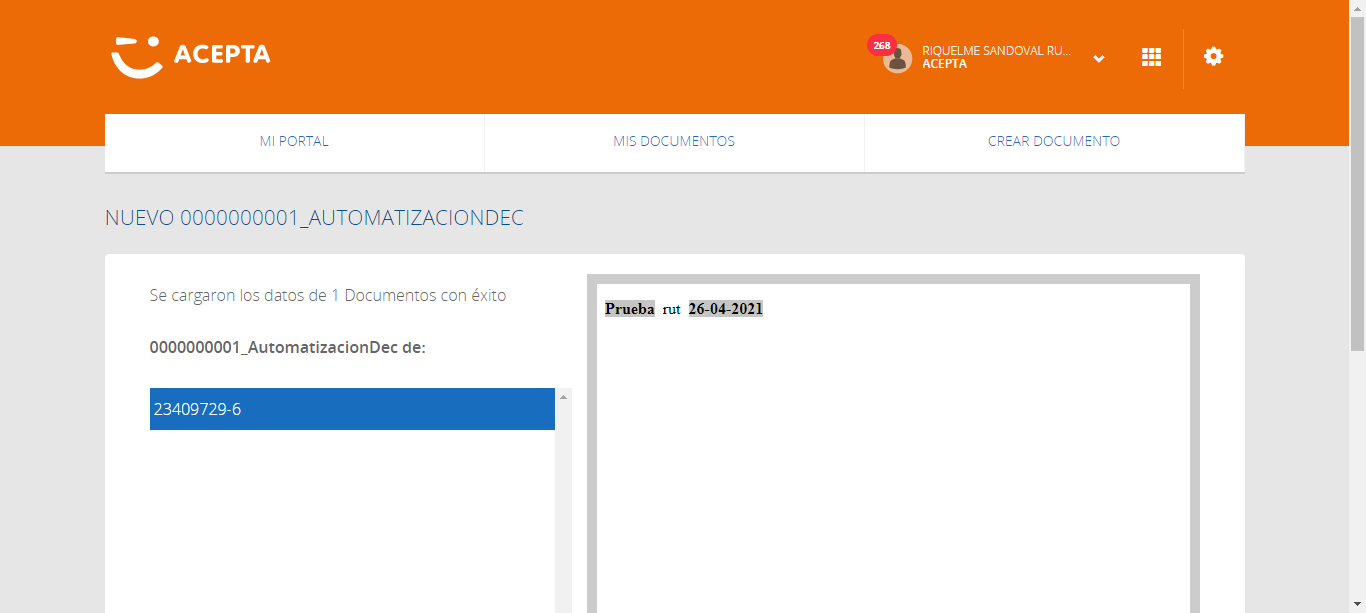 ACEPTA
268
RIQUELME SANDOVAL RU...
ACEPTA
MI PORTAL
MIS DOCUMENTOS
CREAR DOCUMENTO
NUEVO 0000000001_AUTOMATIZACIONDEC
Se cargaron los datos de 1 Documentos con éxito
0000000001_AutomatizacionDec de:
23409729-6
Prueba rut 26-04-2021